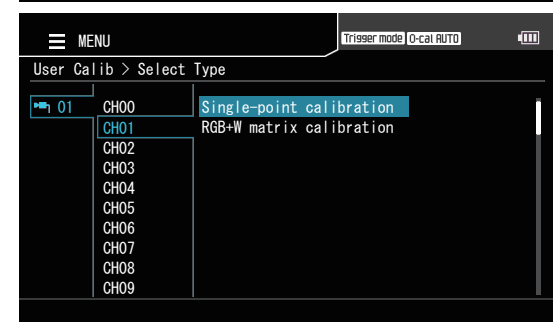 MENU
Trigger mode 0-cal AUTO
User Calib > Select Type
01 CH00 Single-point calibration
CH01 RGB+W matrix calibration
CH02
CH03
CH04
CH05
CH06
CH07
CH08
CH09